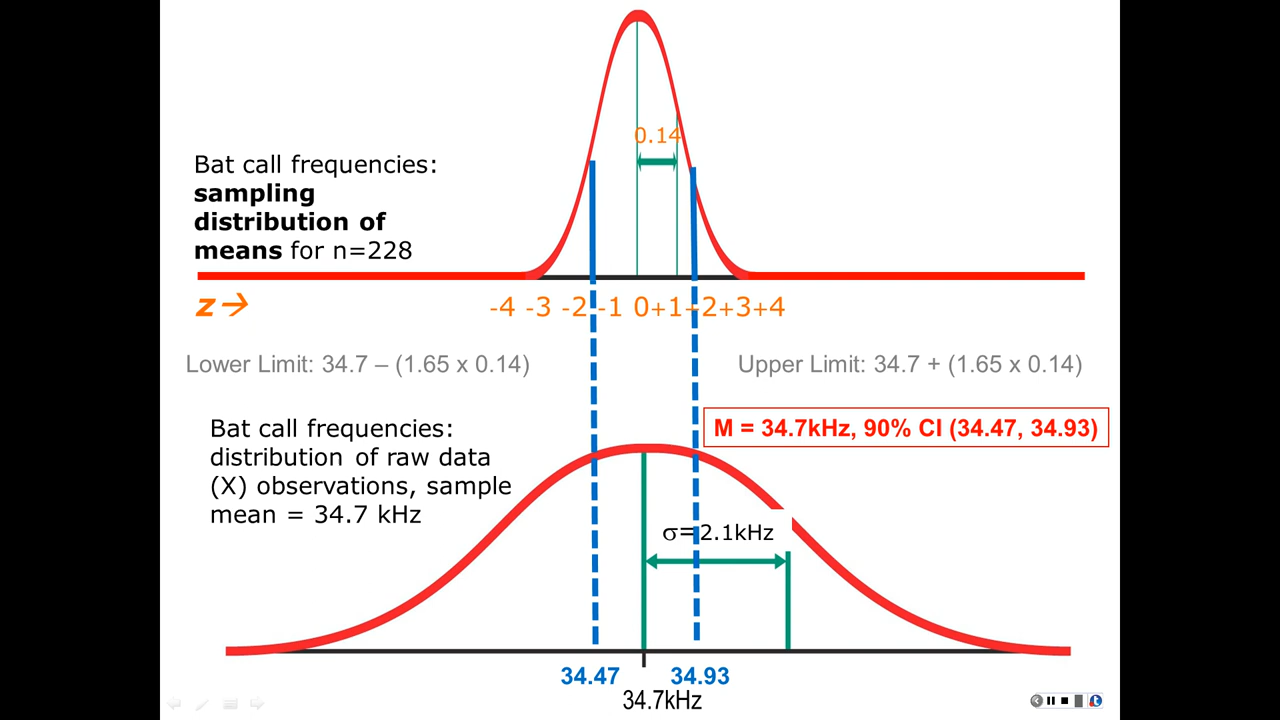 0.14
Bat call frequencies:
sampling
distribution of
means for n=228
z→
-4 -3 -2 -1 0+1+2+3+4
Lower Limit: 34.7 – (1.65 x 0.14)
Upper Limit: 34.7 + (1.65 x 0.14)
M = 34.7kHz, 90% CI (34.47, 34.93)
Bat call frequencies:
distribution of raw data
(X) observations, sample
mean = 34.7 kHz
σ=2.1kHz
34.47
34.93
34.7kHz